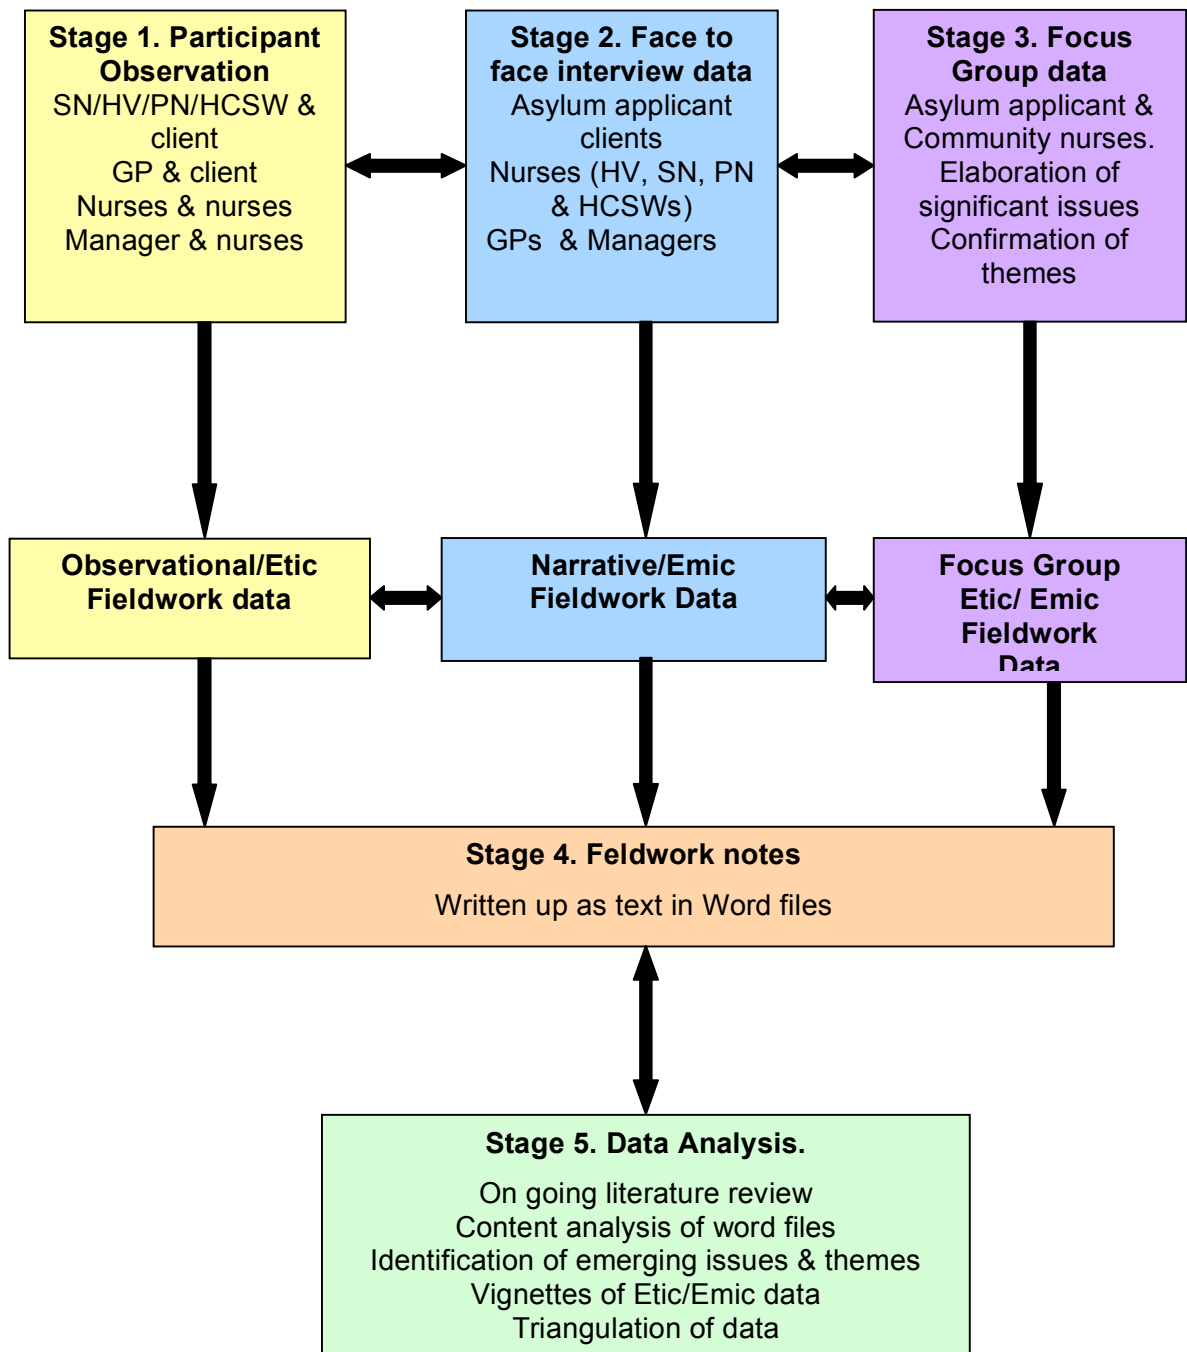 Stage 1. Participant
Observation
SN/HV/PN/HCSW &
client
GP & client
Nurses & nurses
Manager & nurses
Stage 2. Face to
face interview data
Asylum applicant
clients
Nurses (HV, SN, PN
& HCSWs)
GPs & Managers
Stage 3. Focus
Group data
Asylum applicant &
Community nurses.
Elaboration of
significant issues
Confirmation of
themes
Observational/Etic
Fieldwork data
Narrative/Emic
Fieldwork Data
Focus Group
Etic/ Emic
Fieldwork
Data
Stage 4. Feldwork notes
Written up as text in Word files
Stage 5. Data Analysis.
On going literature review
Content analysis of word files
Identification of emerging issues & themes
Vignettes of Etic/Emic data
Triangulation of data